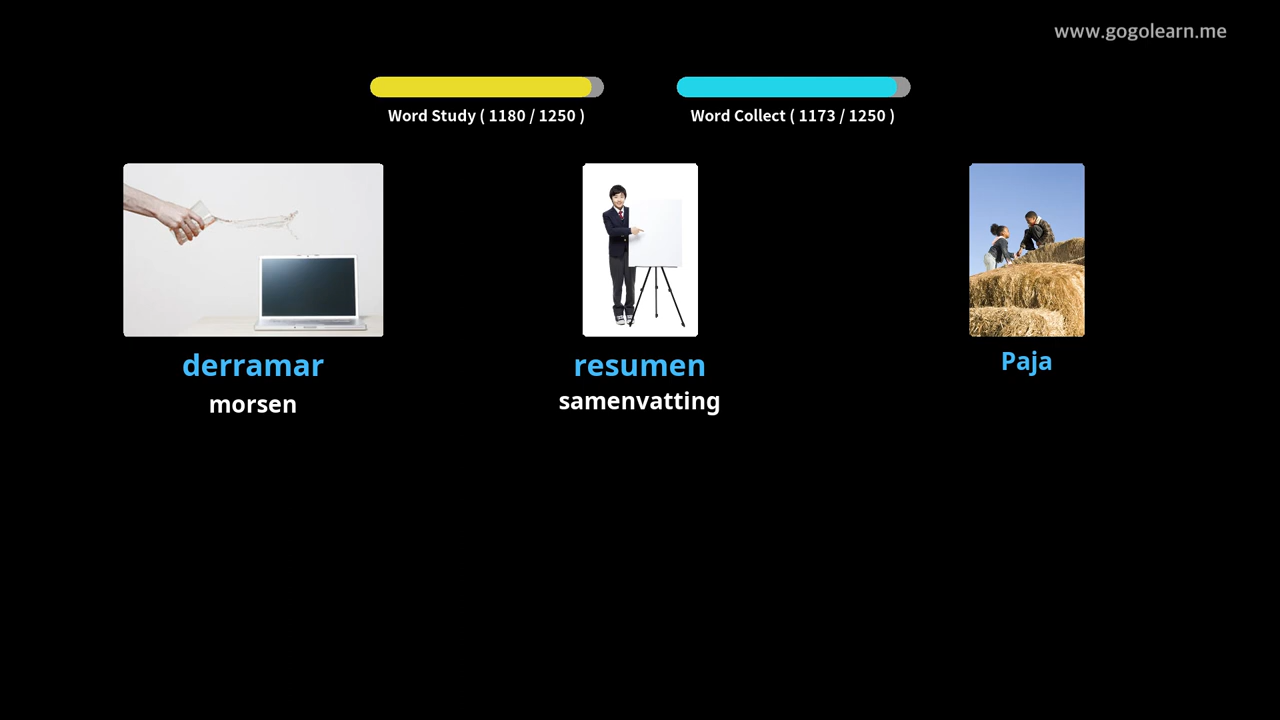 www.gogolearn.me
Word Study ( 1180 / 1250 )
Word Collect ( 1173 / 1250 )
derramar
morsen
resumen
samenvatting
Paja